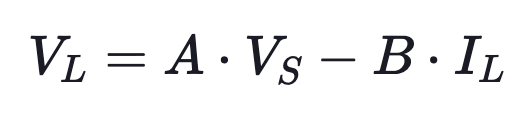 V_L = A · V_S − B · I_L